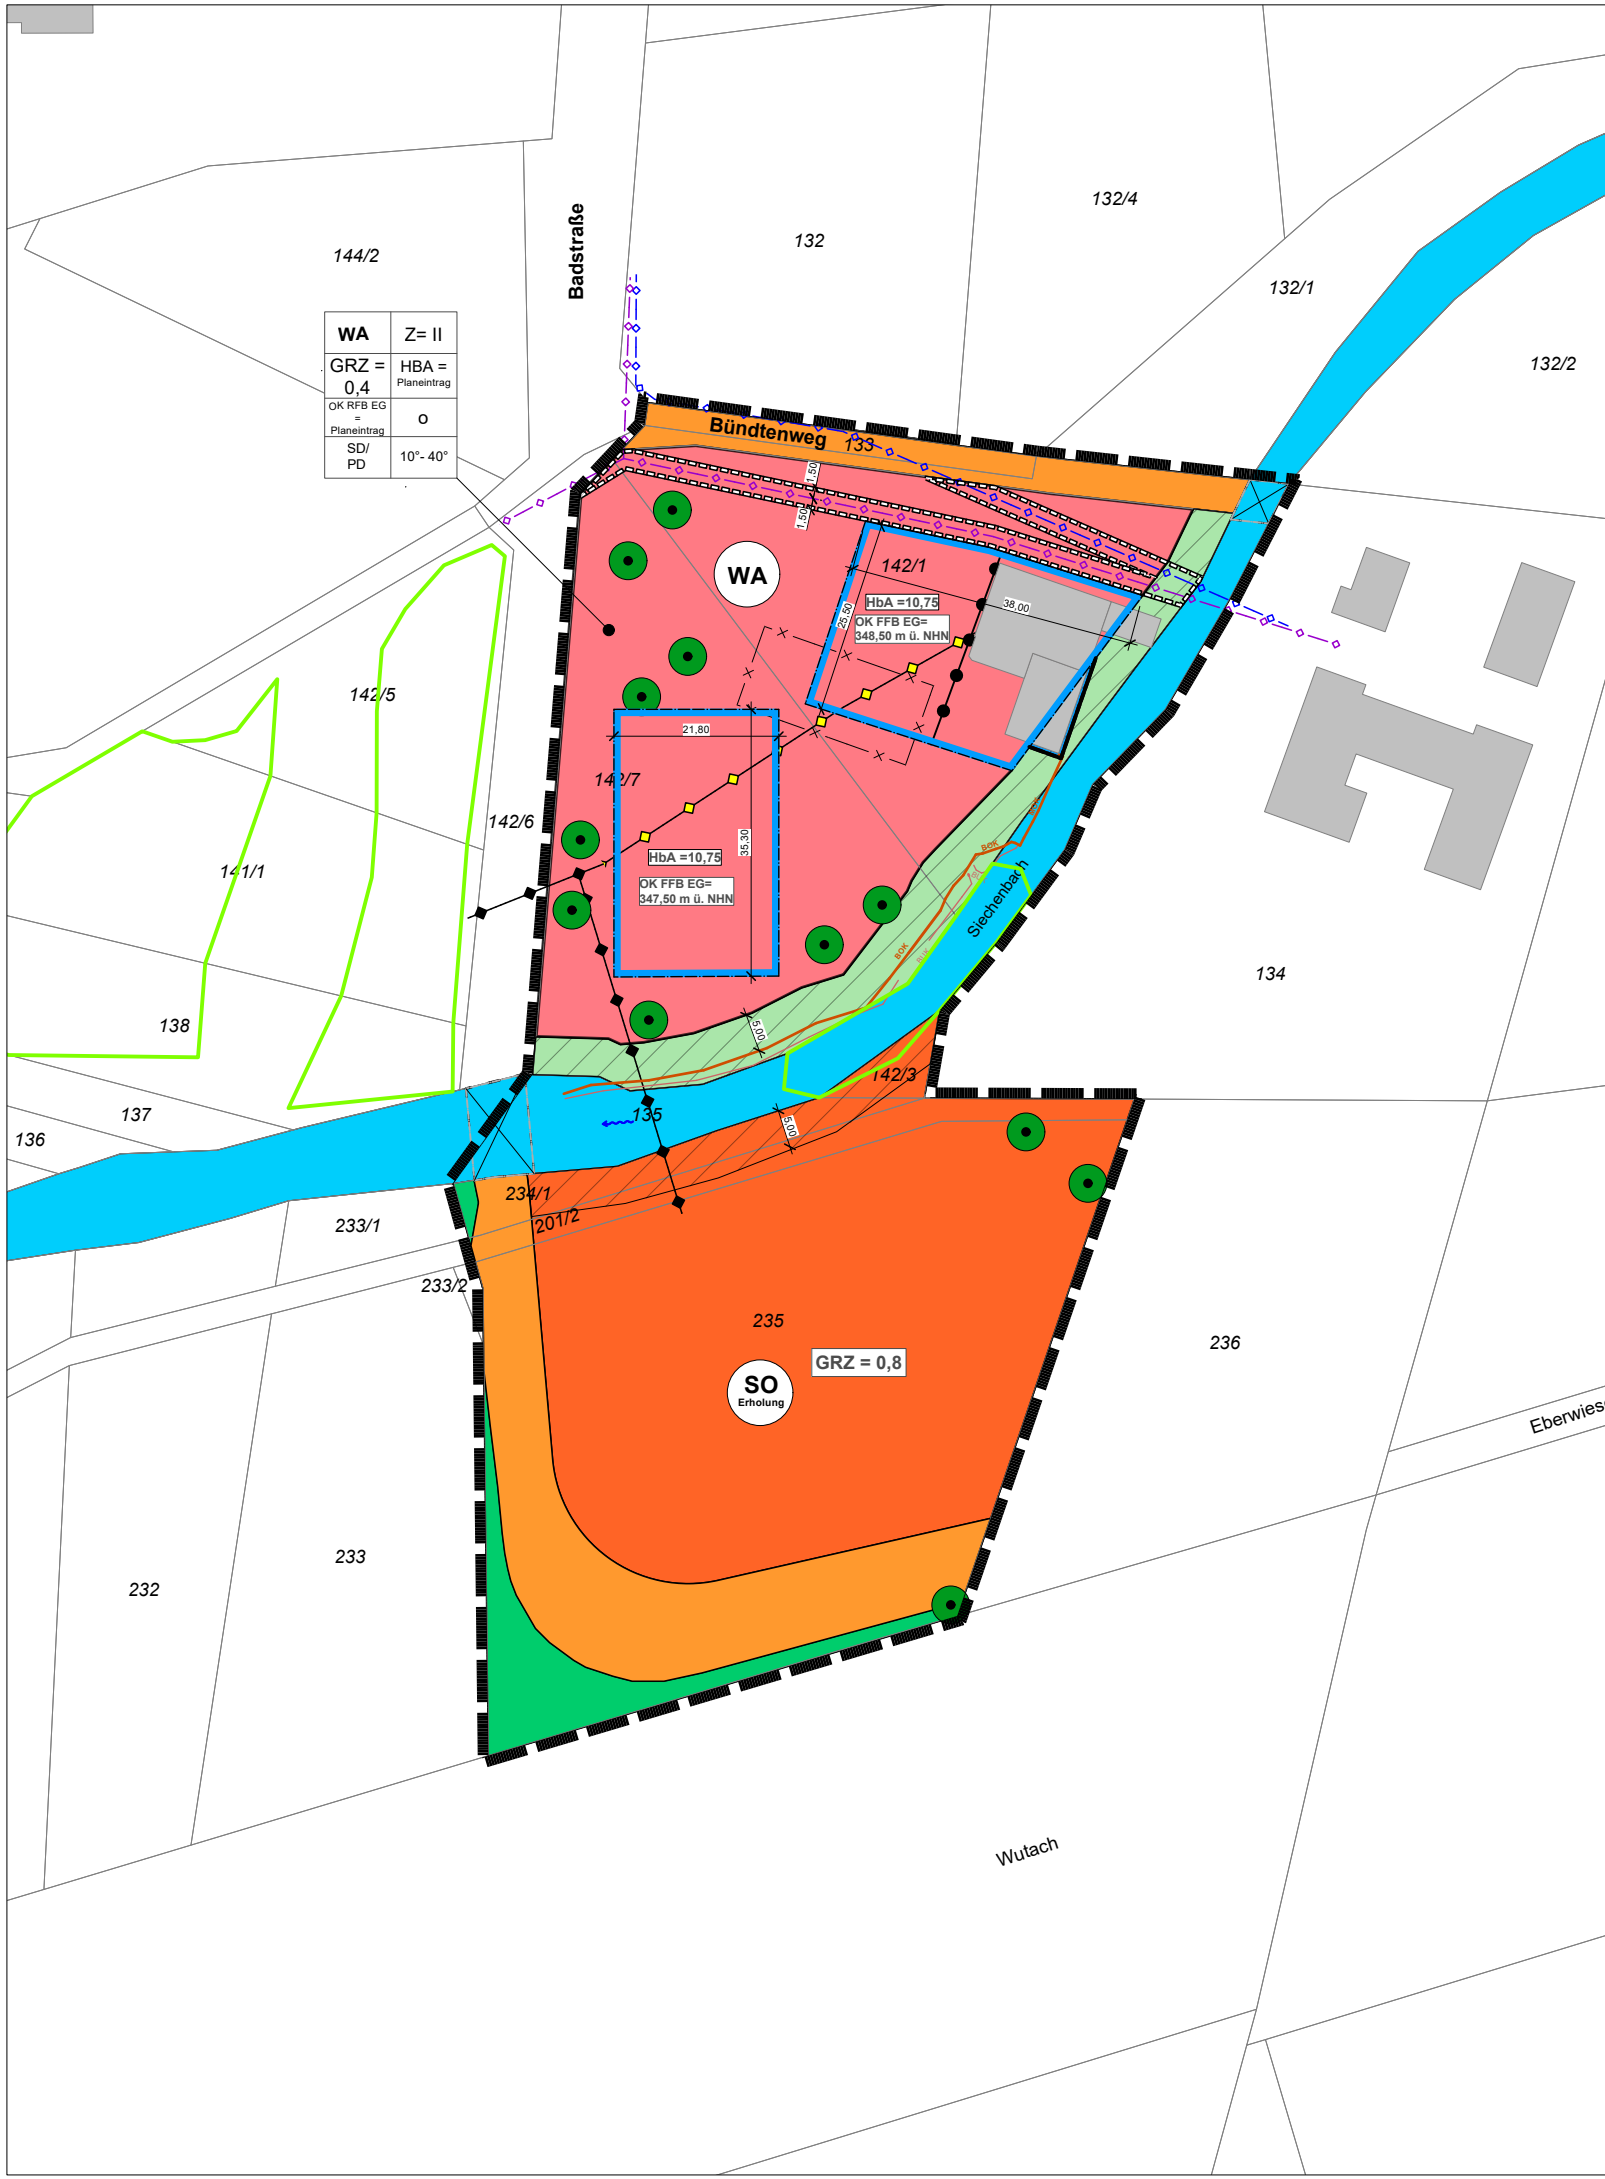 132/4
132
144/2
Badstraße
132/1
132/2
WA
Z= II
GRZ =
0,4
HBA =
Planeintrag
OK RFB EG
=
Planeintrag
o
SD/
PD
10°- 40°
Bündtenweg
133
1,50
1,50
WA
142/1
HbA =10,75
38,00
25,50
OK FFB EG=
348,50 m ü. NHN
142/5
21,80
142/7
142/6
35,30
HbA =10,75
OK FFB EG=
347,50 m ü. NHN
141/1
BOK
BOK
BOK
Siechenbach
134
138
5,00
142/3
137
135
5,00
136
234/1
201/2
233/1
233/2
235
236
GRZ = 0,8
SO
Erholung
Eberwies
233
232
Wutach